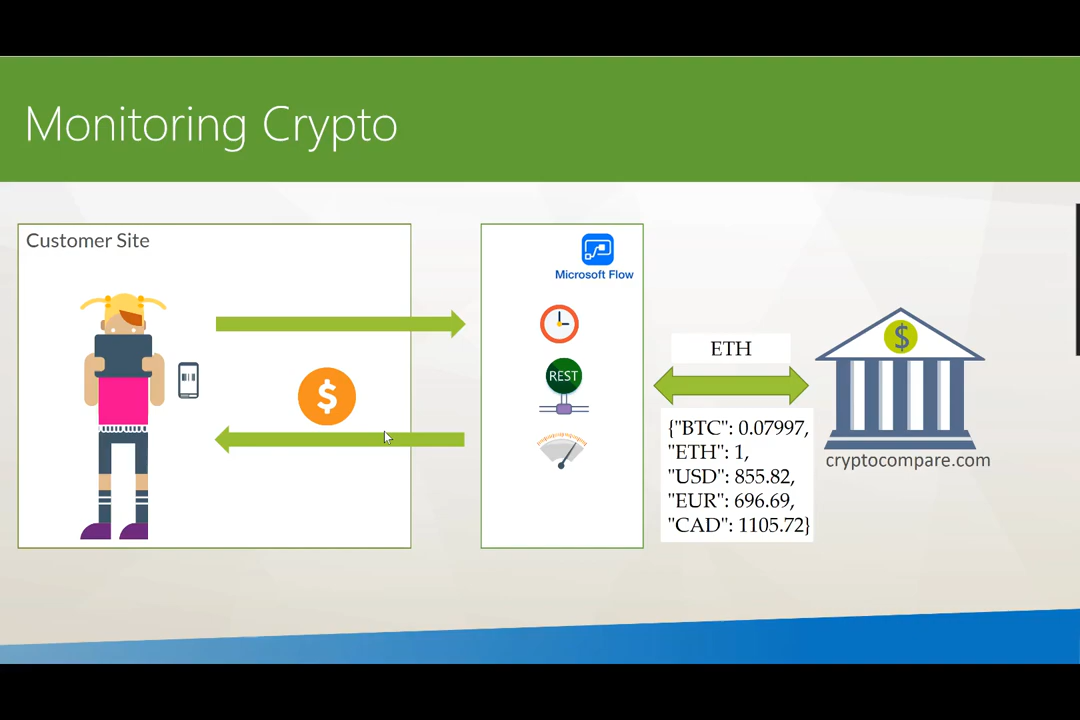 Monitoring Crypto
Customer Site
Microsoft Flow
REST
$
ETH
{"BTC": 0.07997,
"ETH": 1,
"USD": 855.82,
"EUR": 696.69,
"CAD": 1105.72}
$
cryptocompare.com